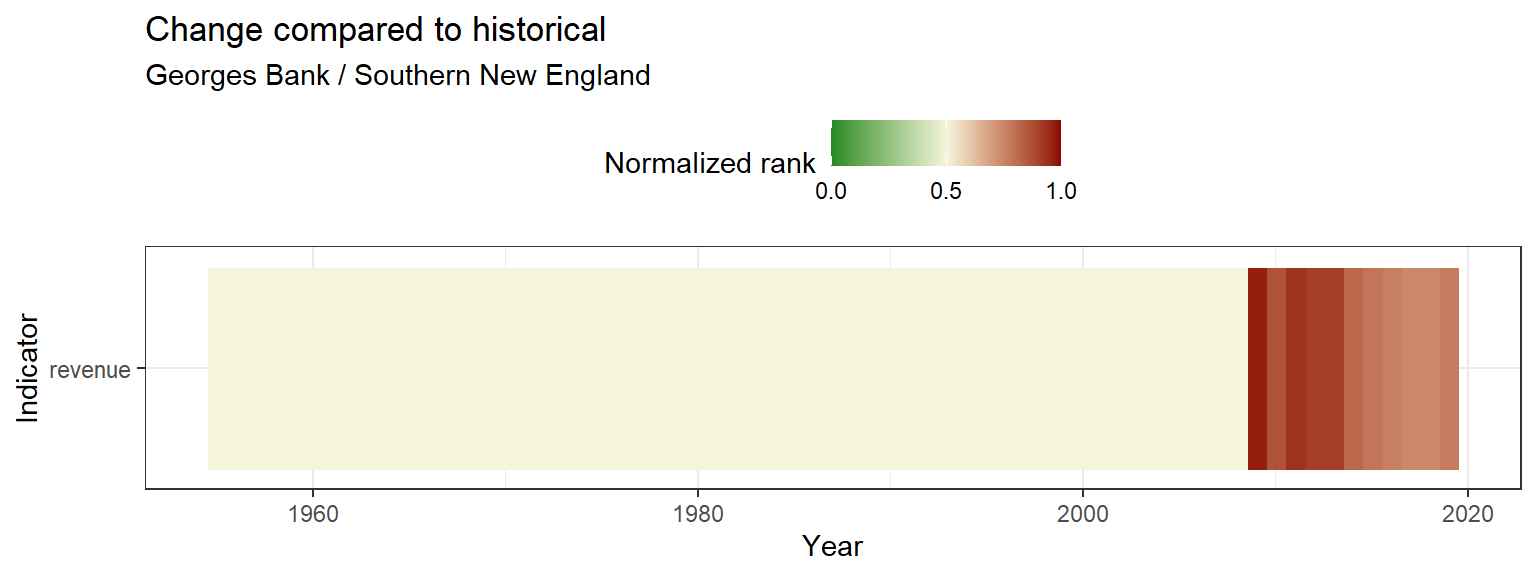 Change compared to historical
Georges Bank / Southern New England
Normalized rank
0.0 0.5 1.0
Indicator
revenue
1960 1980 2000 2020
Year